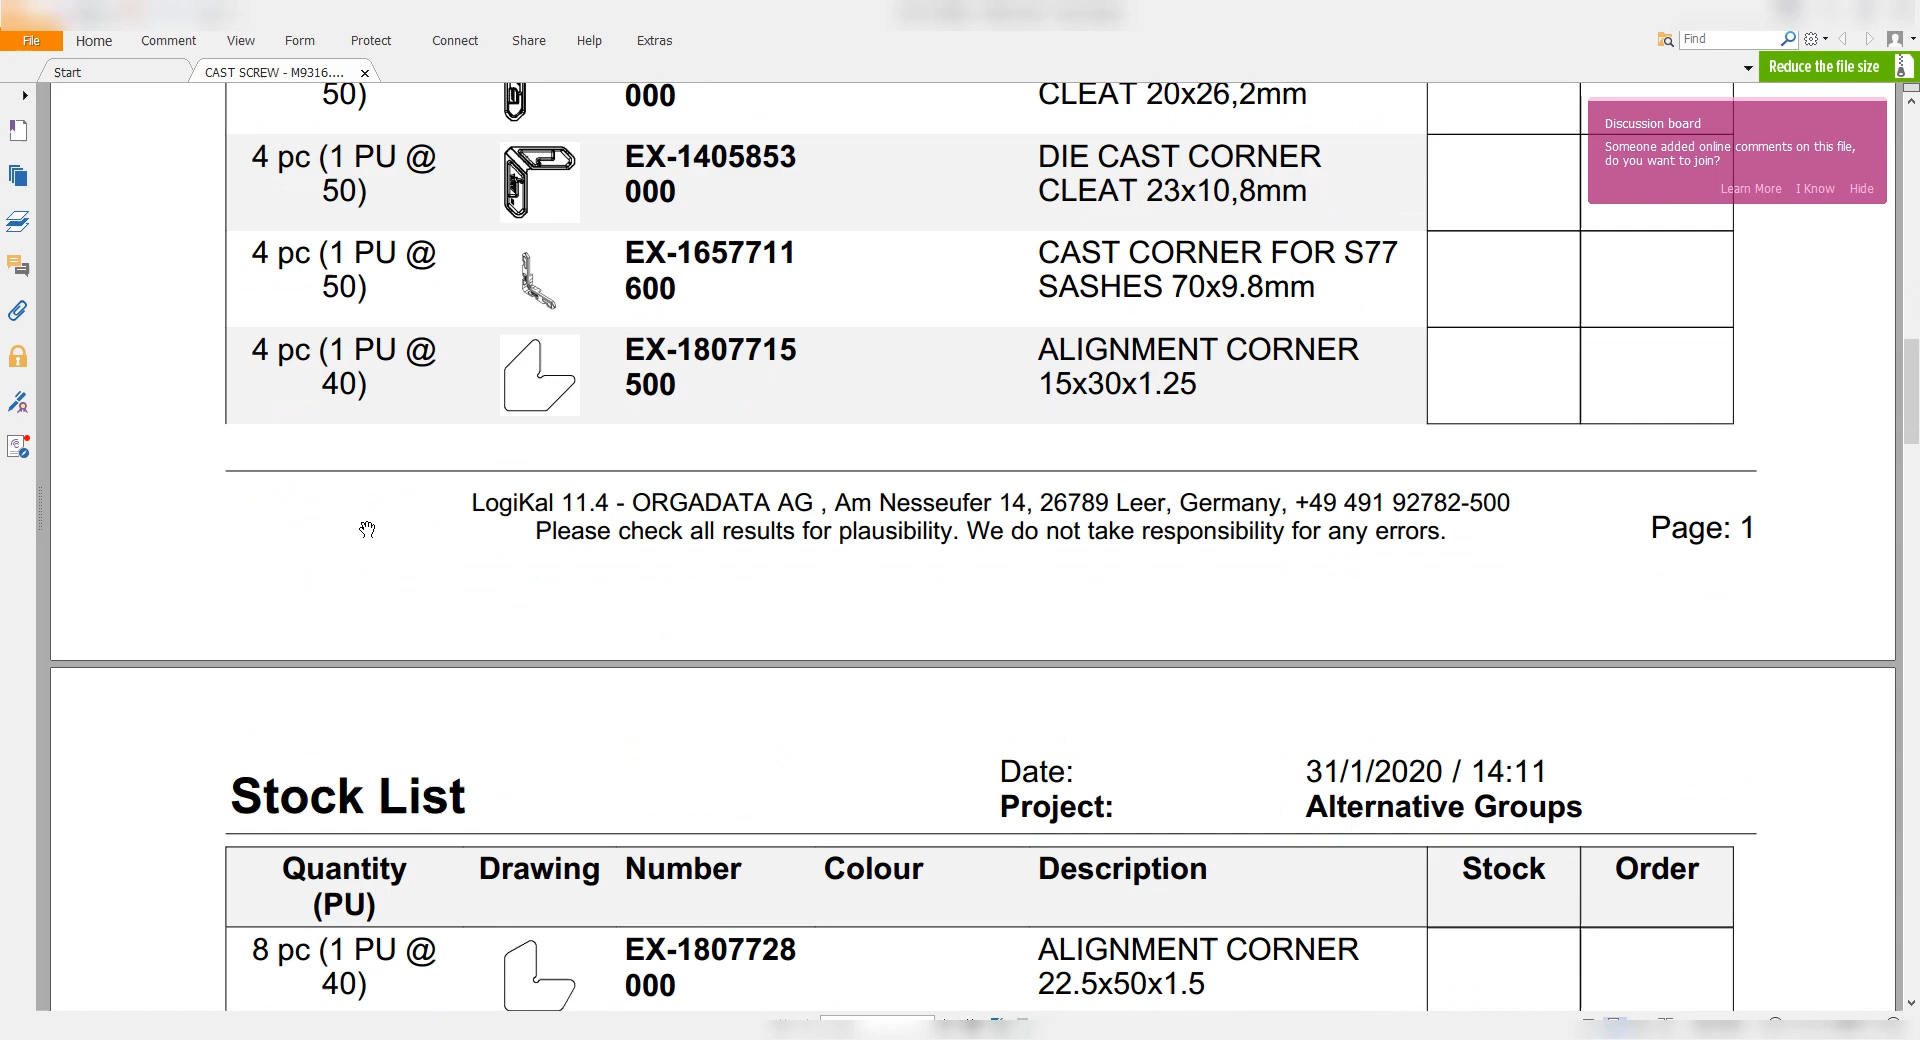 File Home Comment View Form Protect Connect Share Help Extras Find
Start CAST SCREW - M9316.... Reduce the file size
50) 000 CLEAT 20x26,2mm
Discussion board
Someone added online comments on this file,
do you want to join?
Learn More I Know Hide
4 pc (1 PU @ EX-1405853 DIE CAST CORNER
50) 000 CLEAT 23x10,8mm
4 pc (1 PU @ EX-1657711 CAST CORNER FOR S77
50) 600 SASHES 70x9.8mm
4 pc (1 PU @ EX-1807715 ALIGNMENT CORNER
40) 500 15x30x1.25
LogiKal 11.4 - ORGADATA AG , Am Nesseufer 14, 26789 Leer, Germany, +49 491 92782-500
Please check all results for plausibility. We do not take responsibility for any errors.
Page: 1
Date: 31/1/2020 / 14:11
Stock List Project: Alternative Groups
Quantity Drawing Number Colour Description Stock Order
(PU)
8 pc (1 PU @ EX-1807728 ALIGNMENT CORNER
40) 000 22.5x50x1.5